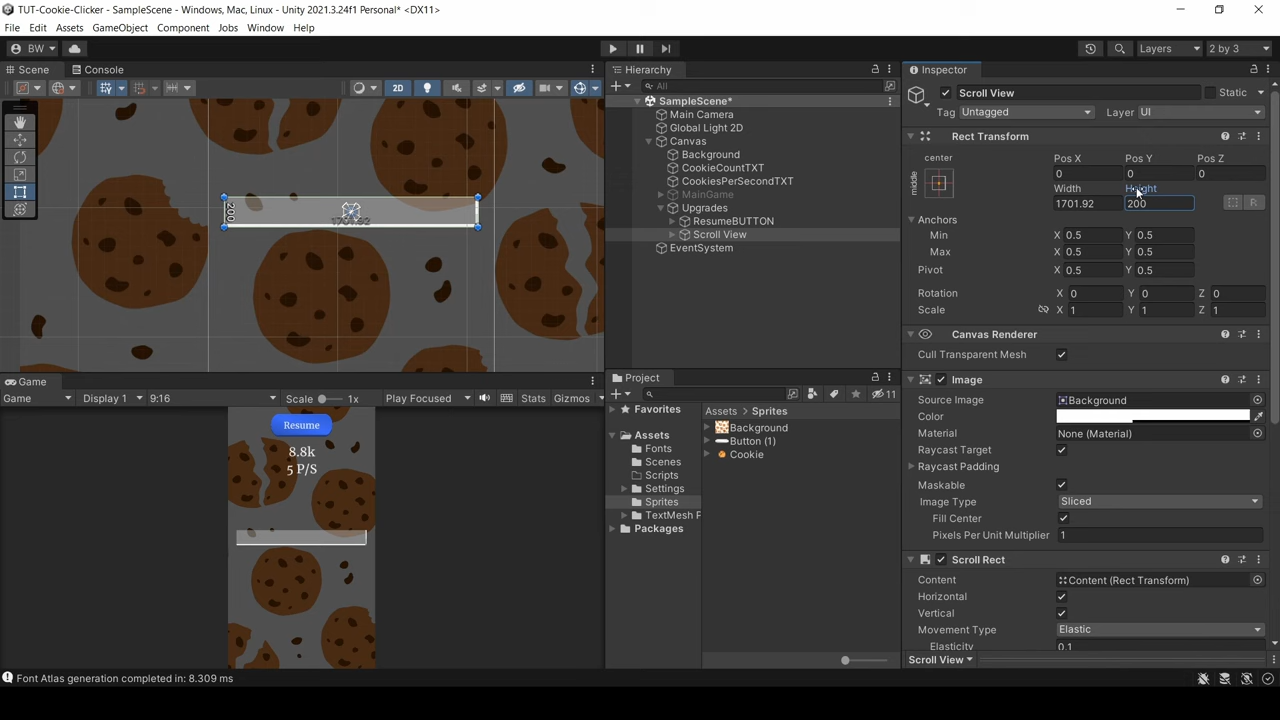 TUT-Cookie-Clicker - SampleScene - Windows, Mac, Linux - Unity 2021.3.24f1 Personal* <DX11>
File Edit Assets GameObject Component Jobs Window Help
BW Layers 2 by 3
Scene Console
2D
200
1701.92
Game
Game Display 1 9:16 Scale 1x Play Focused Stats Gizmos
Resume
8.8k
5 P/S
Hierarchy
All
SampleScene*
Main Camera
Global Light 2D
Canvas
Background
CookieCountTXT
CookiesPerSecondTXT
MainGame
Upgrades
ResumeBUTTON
Scroll View
EventSystem
Project
11
Favorites
Assets
Fonts
Scenes
Scripts
Settings
Sprites
TextMesh P
Packages
Assets > Sprites
Background
Button (1)
Cookie
Inspector
Scroll View Static
Tag Untagged Layer UI
Rect Transform
center
middle
Pos X Pos Y Pos Z
0 0 0
Width Height
1701.92 200
R
Anchors
Min X 0.5 Y 0.5
Max X 0.5 Y 0.5
Pivot X 0.5 Y 0.5
Rotation X 0 Y 0 Z 0
Scale X 1 Y 1 Z 1
Canvas Renderer
Cull Transparent Mesh
Image
Source Image Background
Color
Material None (Material)
Raycast Target
Raycast Padding
Maskable
Image Type Sliced
Fill Center
Pixels Per Unit Multiplier 1
Scroll Rect
Content Content (Rect Transform)
Horizontal
Vertical
Movement Type Elastic
Elasticity 0.1
Scroll View
Font Atlas generation completed in: 8.309 ms